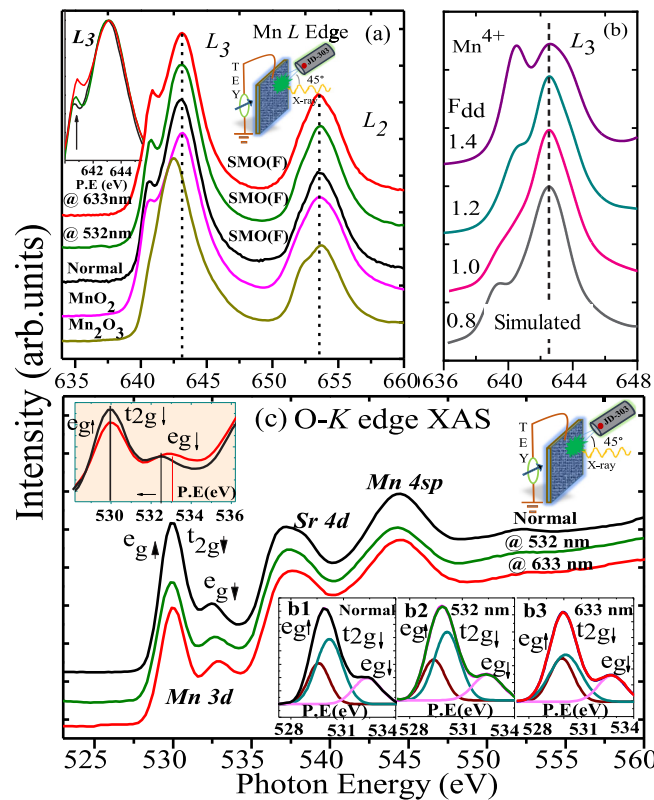 Intensity (arb.units)
L3
642 644
P.E (eV)
L3
Mn L Edge
(a)
T
E
Y
JD-303
45°
X-ray
L2
@ 633nm
SMO(F)
@ 532nm
SMO(F)
Normal
SMO(F)
MnO2
Mn2O3
635 640 645 650 655 660
(b)
Mn4+
L3
Fdd
1.4
1.2
1.0
0.8
Simulated
636 640 644 648
(c) O-K edge XAS
eg↑
t2g↓
eg↓
P.E(eV)
530 532 534 536
T
E
Y
JD-303
45°
X-ray
eg↑
t2g↓
eg↓
Mn 3d
Sr 4d
Mn 4sp
Normal
@ 532 nm
@ 633 nm
b1 Normal
eg↑
t2g↓
eg↓
P.E(eV)
528 531 534
b2 532 nm
eg↑
t2g↓
eg↓
P.E(eV)
528 531 534
b3 633 nm
eg↑
t2g↓
eg↓
P.E(eV)
528 531 534
525 530 535 540 545 550 555 560
Photon Energy (eV)